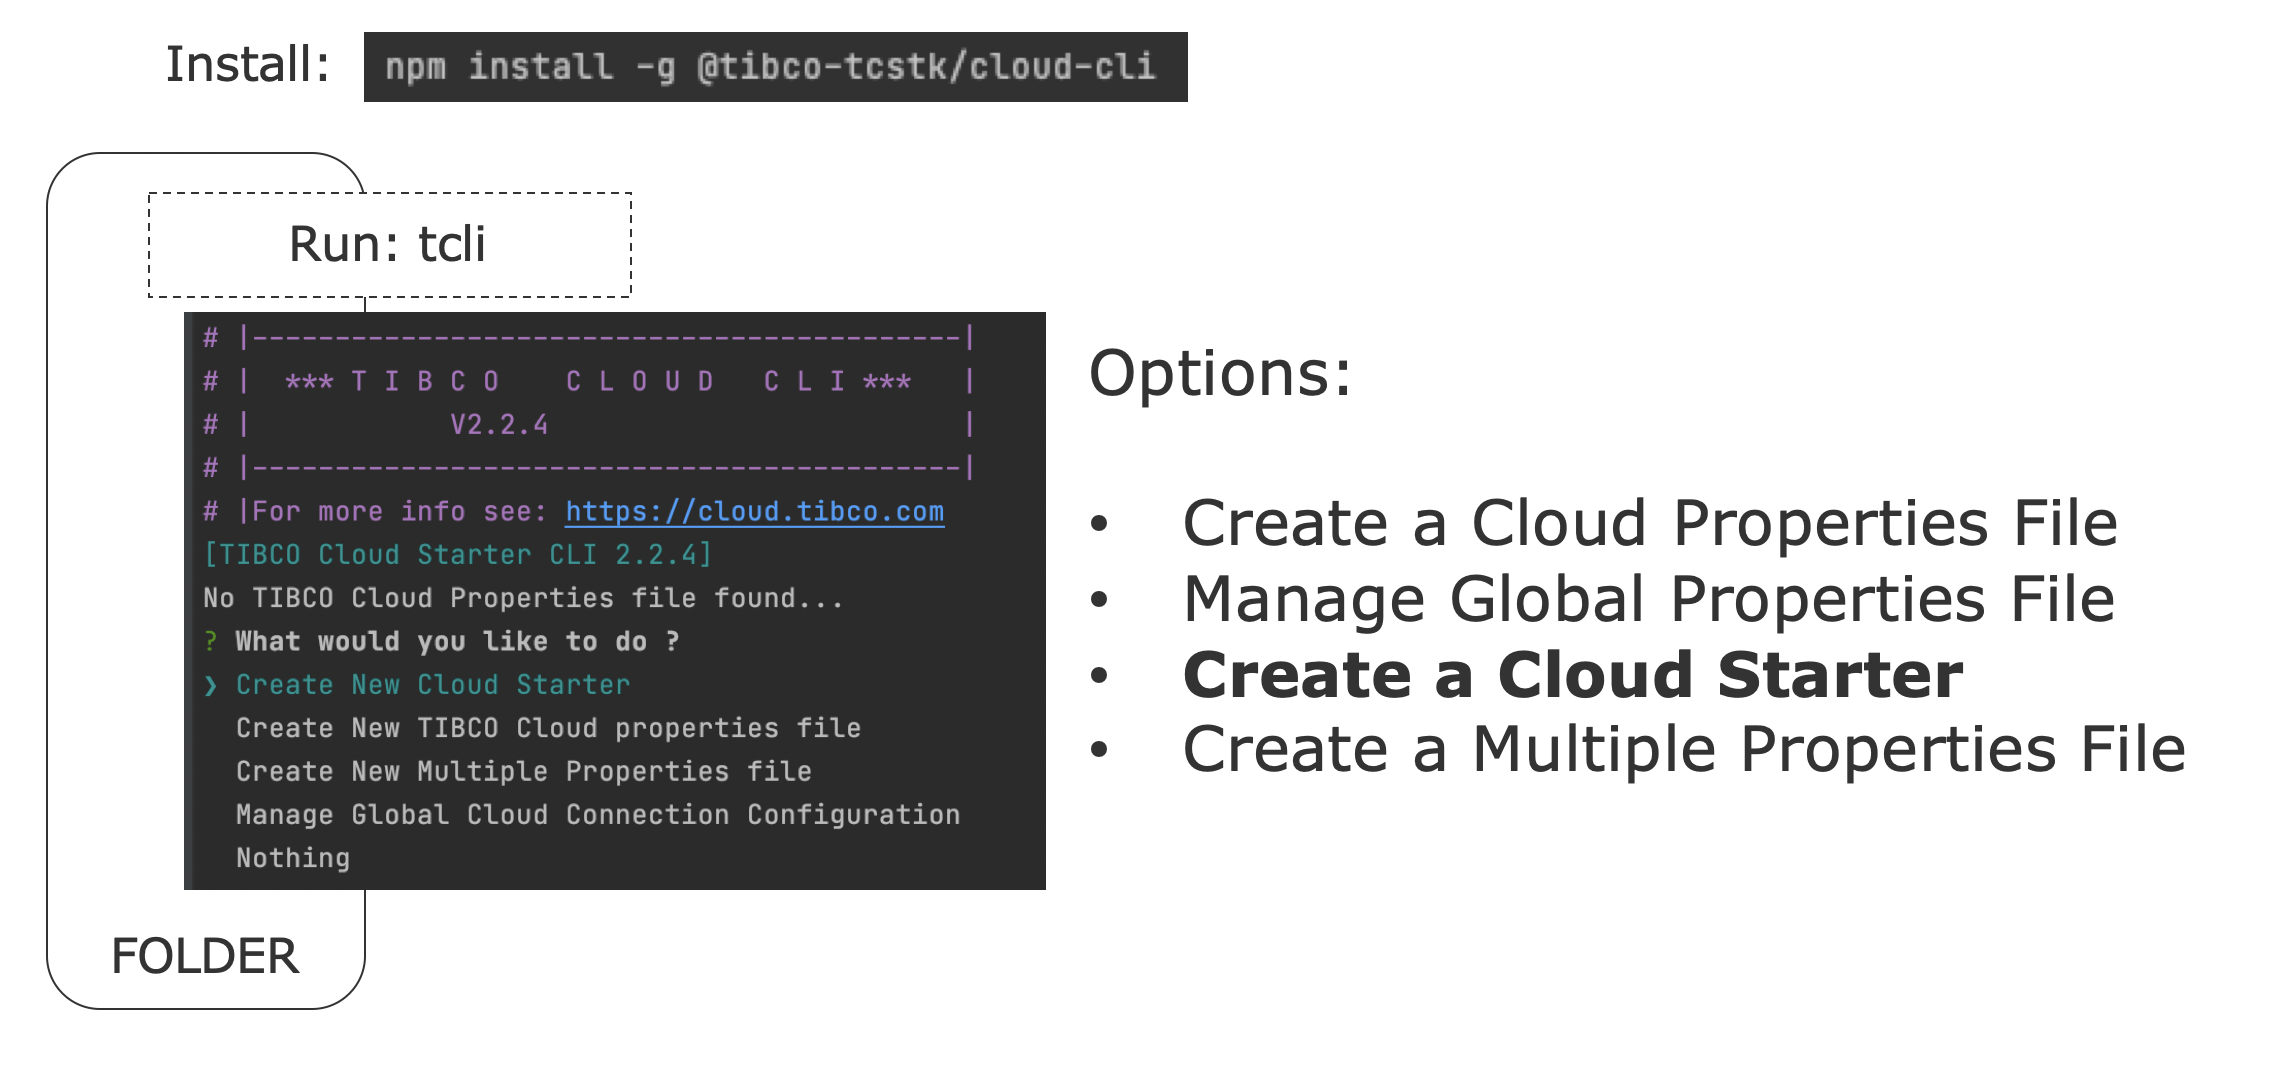 Install: npm install -g @tibco-tcstk/cloud-cli
Run: tcli
# |-------------------------------------------|
# |  *** T I B C O    C L O U D   C L I ***   |
# |            V2.2.4                         |
# |-------------------------------------------|
# |For more info see: https://cloud.tibco.com
[TIBCO Cloud Starter CLI 2.2.4]
No TIBCO Cloud Properties file found...
? What would you like to do ?
❯ Create New Cloud Starter
Create New TIBCO Cloud properties file
Create New Multiple Properties file
Manage Global Cloud Connection Configuration
Nothing
FOLDER
Options:
• Create a Cloud Properties File
• Manage Global Properties File
• Create a Cloud Starter
• Create a Multiple Properties File